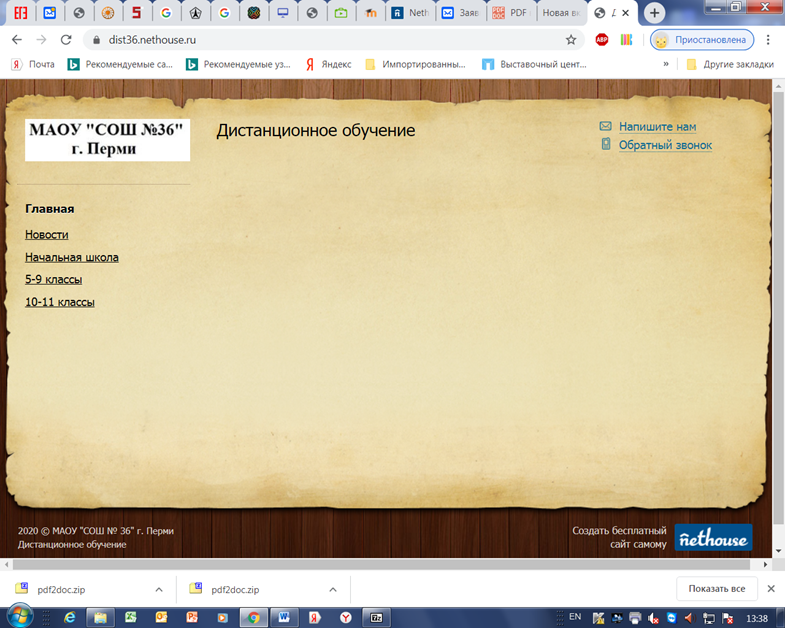 Neth
Заяв
PDF
Новая вк
dist36.nethouse.ru
ABP
Приостановлена
Почта
Рекомендуемые са...
Рекомендуемые уз...
Яндекс
Импортированны...
Выставочный цент...
»
Другие закладки
МАОУ "СОШ №36"
г. Перми
Дистанционное обучение
Напишите нам
Обратный звонок
Главная
Новости
Начальная школа
5-9 классы
10-11 классы
2020 © МАОУ "СОШ № 36" г. Перми
Дистанционное обучение
Создать бесплатный
сайт самому
nethouse
pdf2doc.zip
pdf2doc.zip
Показать все
EN
13:38